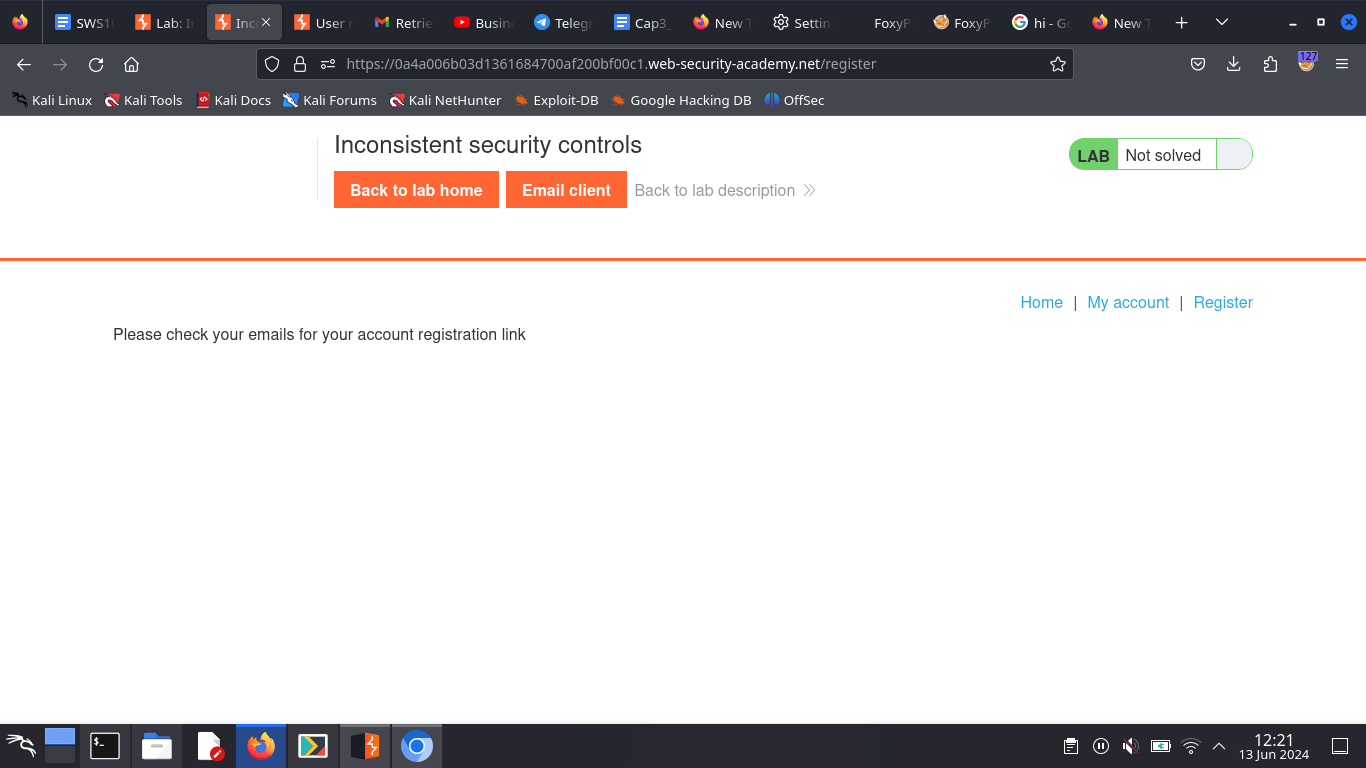 SWS1
Lab: I
Inc
User
Retrie
Busin
Teleg
Cap3_
New T
Settin
FoxyP
FoxyP
hi - Go
New T
https://0a4a006b03d1361684700af200bf00c1.web-security-academy.net/register
127
Kali Linux
Kali Tools
Kali Docs
Kali Forums
Kali NetHunter
Exploit-DB
Google Hacking DB
OffSec
Inconsistent security controls
LAB Not solved
Back to lab home
Email client
Back to lab description
Home | My account | Register
Please check your emails for your account registration link
12:21
13 Jun 2024